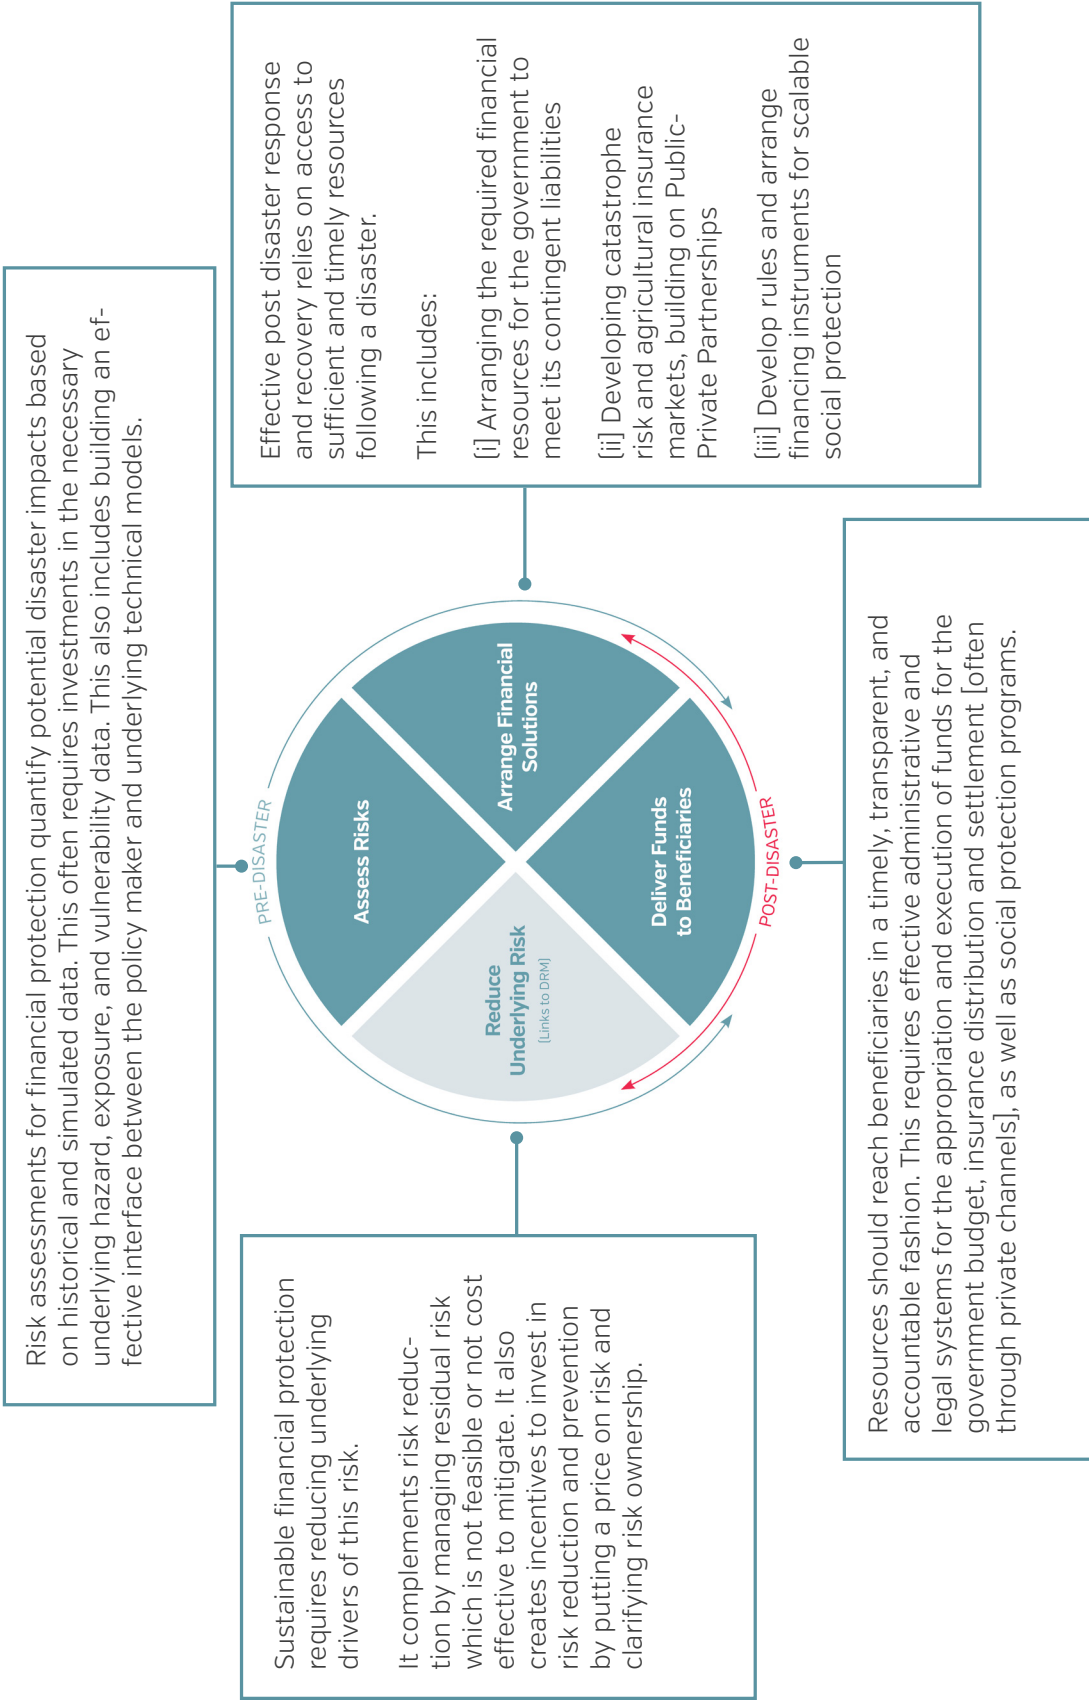 Risk assessments for financial protection quantify potential disaster impacts based
on historical and simulated data. This often requires investments in the necessary
underlying hazard, exposure, and vulnerability data. This also includes building an ef-
fective interface between the policy maker and underlying technical models.
Sustainable financial protection
requires reducing underlying
drivers of this risk.
It complements risk reduc-
tion by managing residual risk
which is not feasible or not cost
effective to mitigate. It also
creates incentives to invest in
risk reduction and prevention
by putting a price on risk and
clarifying risk ownership.
PRE-DISASTER
Assess Risks
Reduce
Underlying Risk
[Links to DRM]
Arrange Financial
Solutions
Deliver Funds
to Beneficiaries
POST-DISASTER
Effective post disaster response
and recovery relies on access to
sufficient and timely resources
following a disaster.
This includes:
[i] Arranging the required financial
resources for the government to
meet its contingent liabilities
[ii] Developing catastrophe
risk and agricultural insurance
markets, building on Public-
Private Partnerships
[iii] Develop rules and arrange
financing instruments for scalable
social protection
Resources should reach beneficiaries in a timely, transparent, and
accountable fashion. This requires effective administrative and
legal systems for the appropriation and execution of funds for the
government budget, insurance distribution and settlement [often
through private channels], as well as social protection programs.